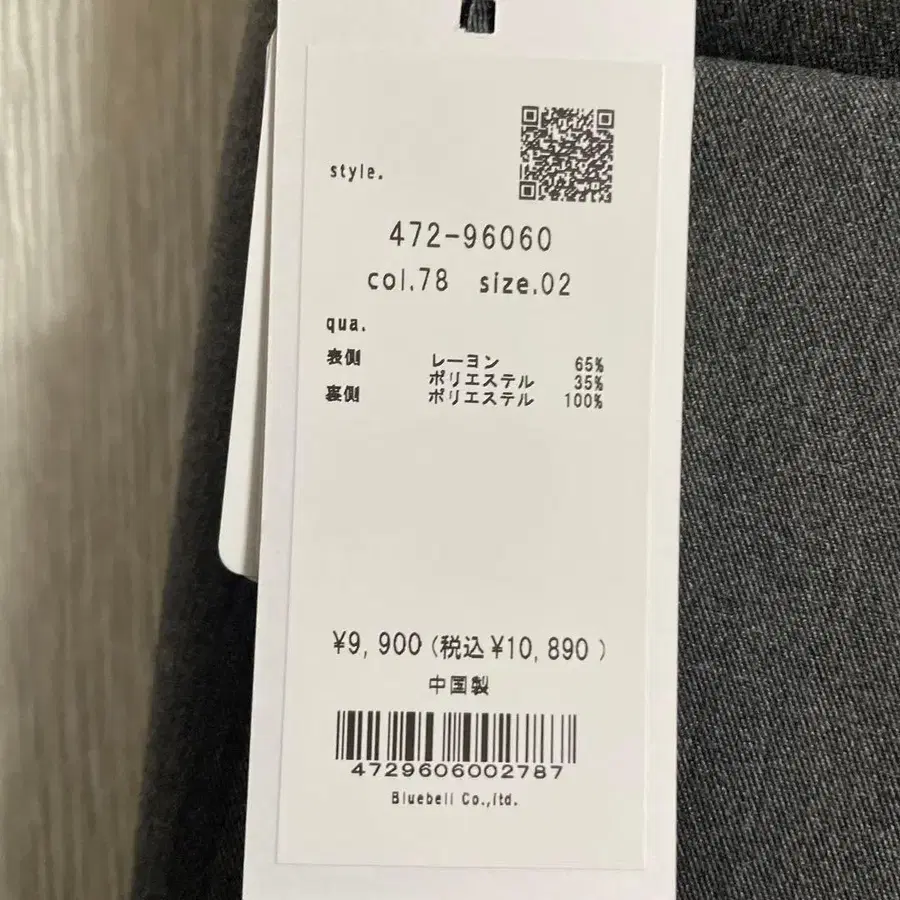 style.
472-96060
col.78 size.02
qua.
表側 レーヨン 65%
ポリエステル 35%
裏側 ポリエステル 100%
¥9,900(税込¥10,890)
中国製
4729606002787
Bluebell Co.,ltd.